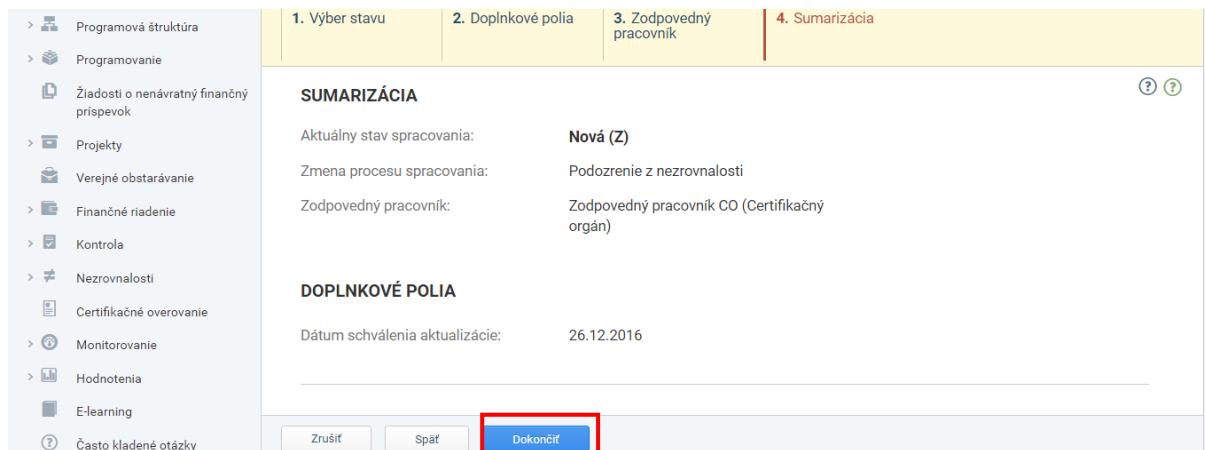 Programová štruktúra
Programovanie
Žiadosti o nenávratný finančný
príspevok
Projekty
Verejné obstarávanie
Finančné riadenie
Kontrola
Nezrovnalosti
Certifikačné overovanie
Monitorovanie
Hodnotenia
E-learning
Často kladené otázky
1. Výber stavu
2. Doplnkové polia
3. Zodpovedný
pracovník
4. Sumarizácia
SUMARIZÁCIA
Aktuálny stav spracovania: Nová (Z)
Zmena procesu spracovania: Podozrenie z nezrovnalosti
Zodpovedný pracovník: Zodpovedný pracovník CO (Certifikačný
orgán)
DOPLNKOVÉ POLIA
Dátum schválenia aktualizácie: 26.12.2016
Zrušiť Späť Dokončiť